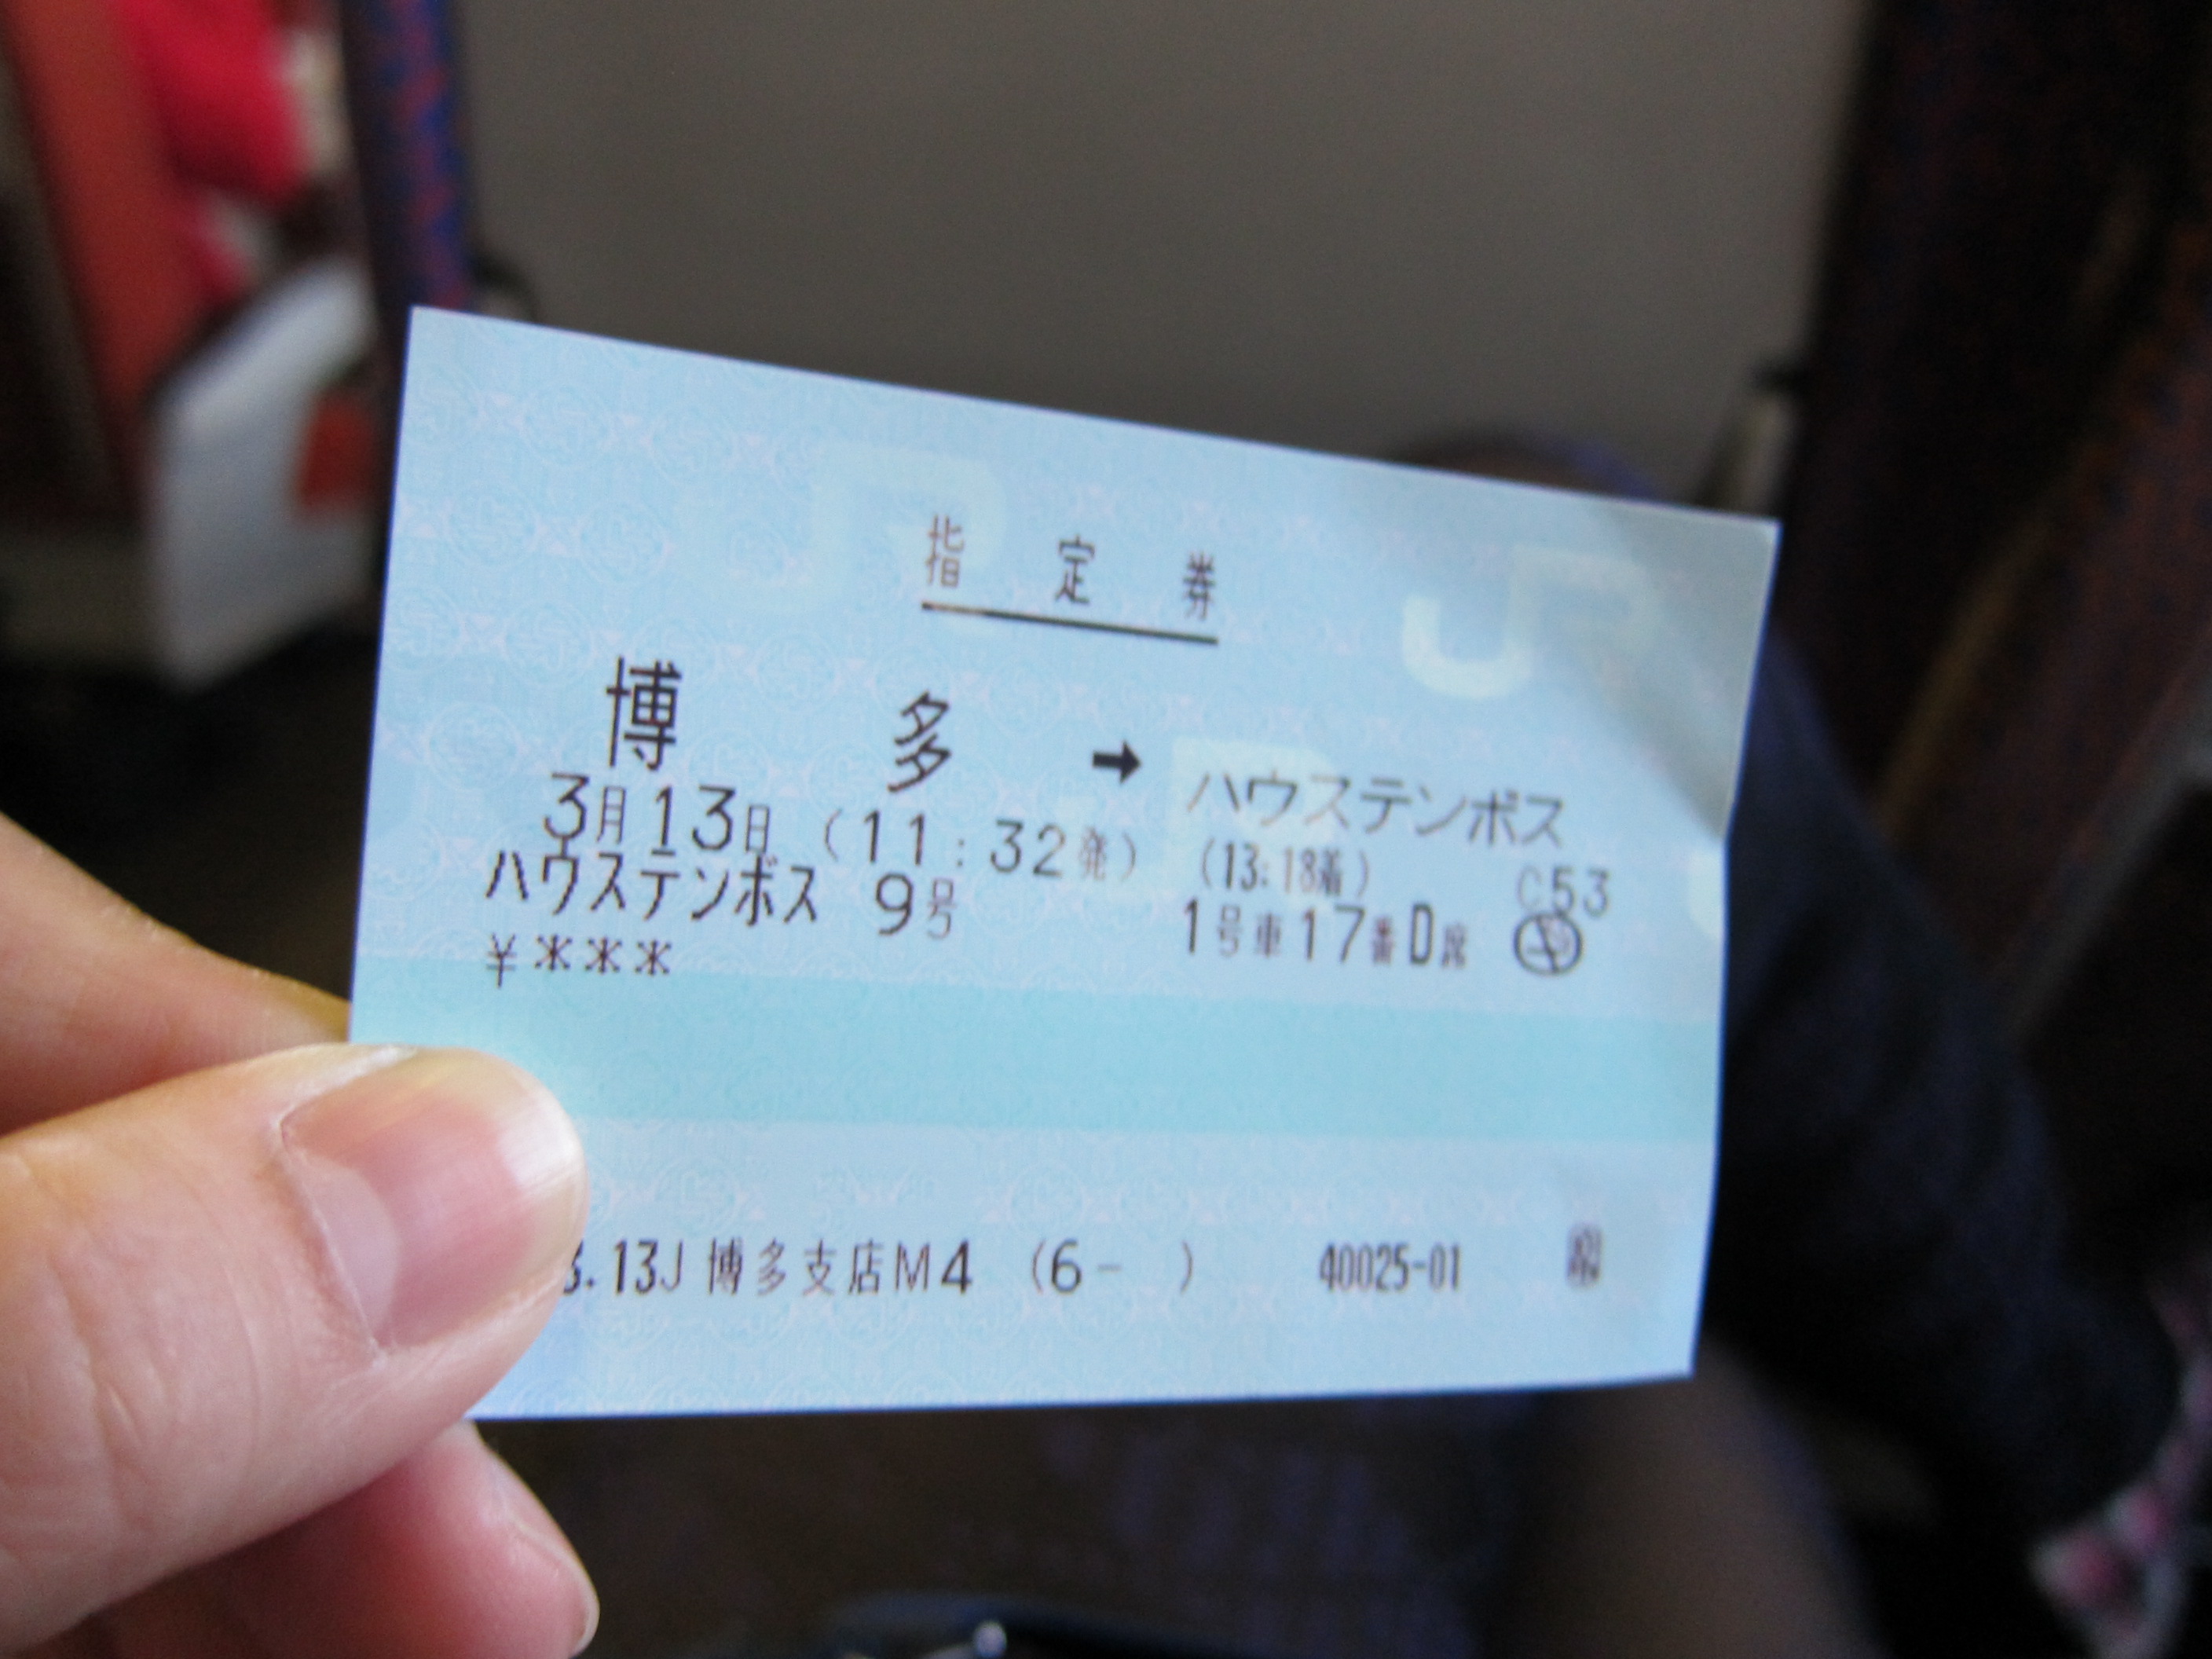 指定券
博多 → ハウステンボス
3月13日 (11:32発) (13:18着) C53
ハウステンボス 9号 1号車17番D席
¥***
3.13J 博多支店M4 (6- ) 40025-01